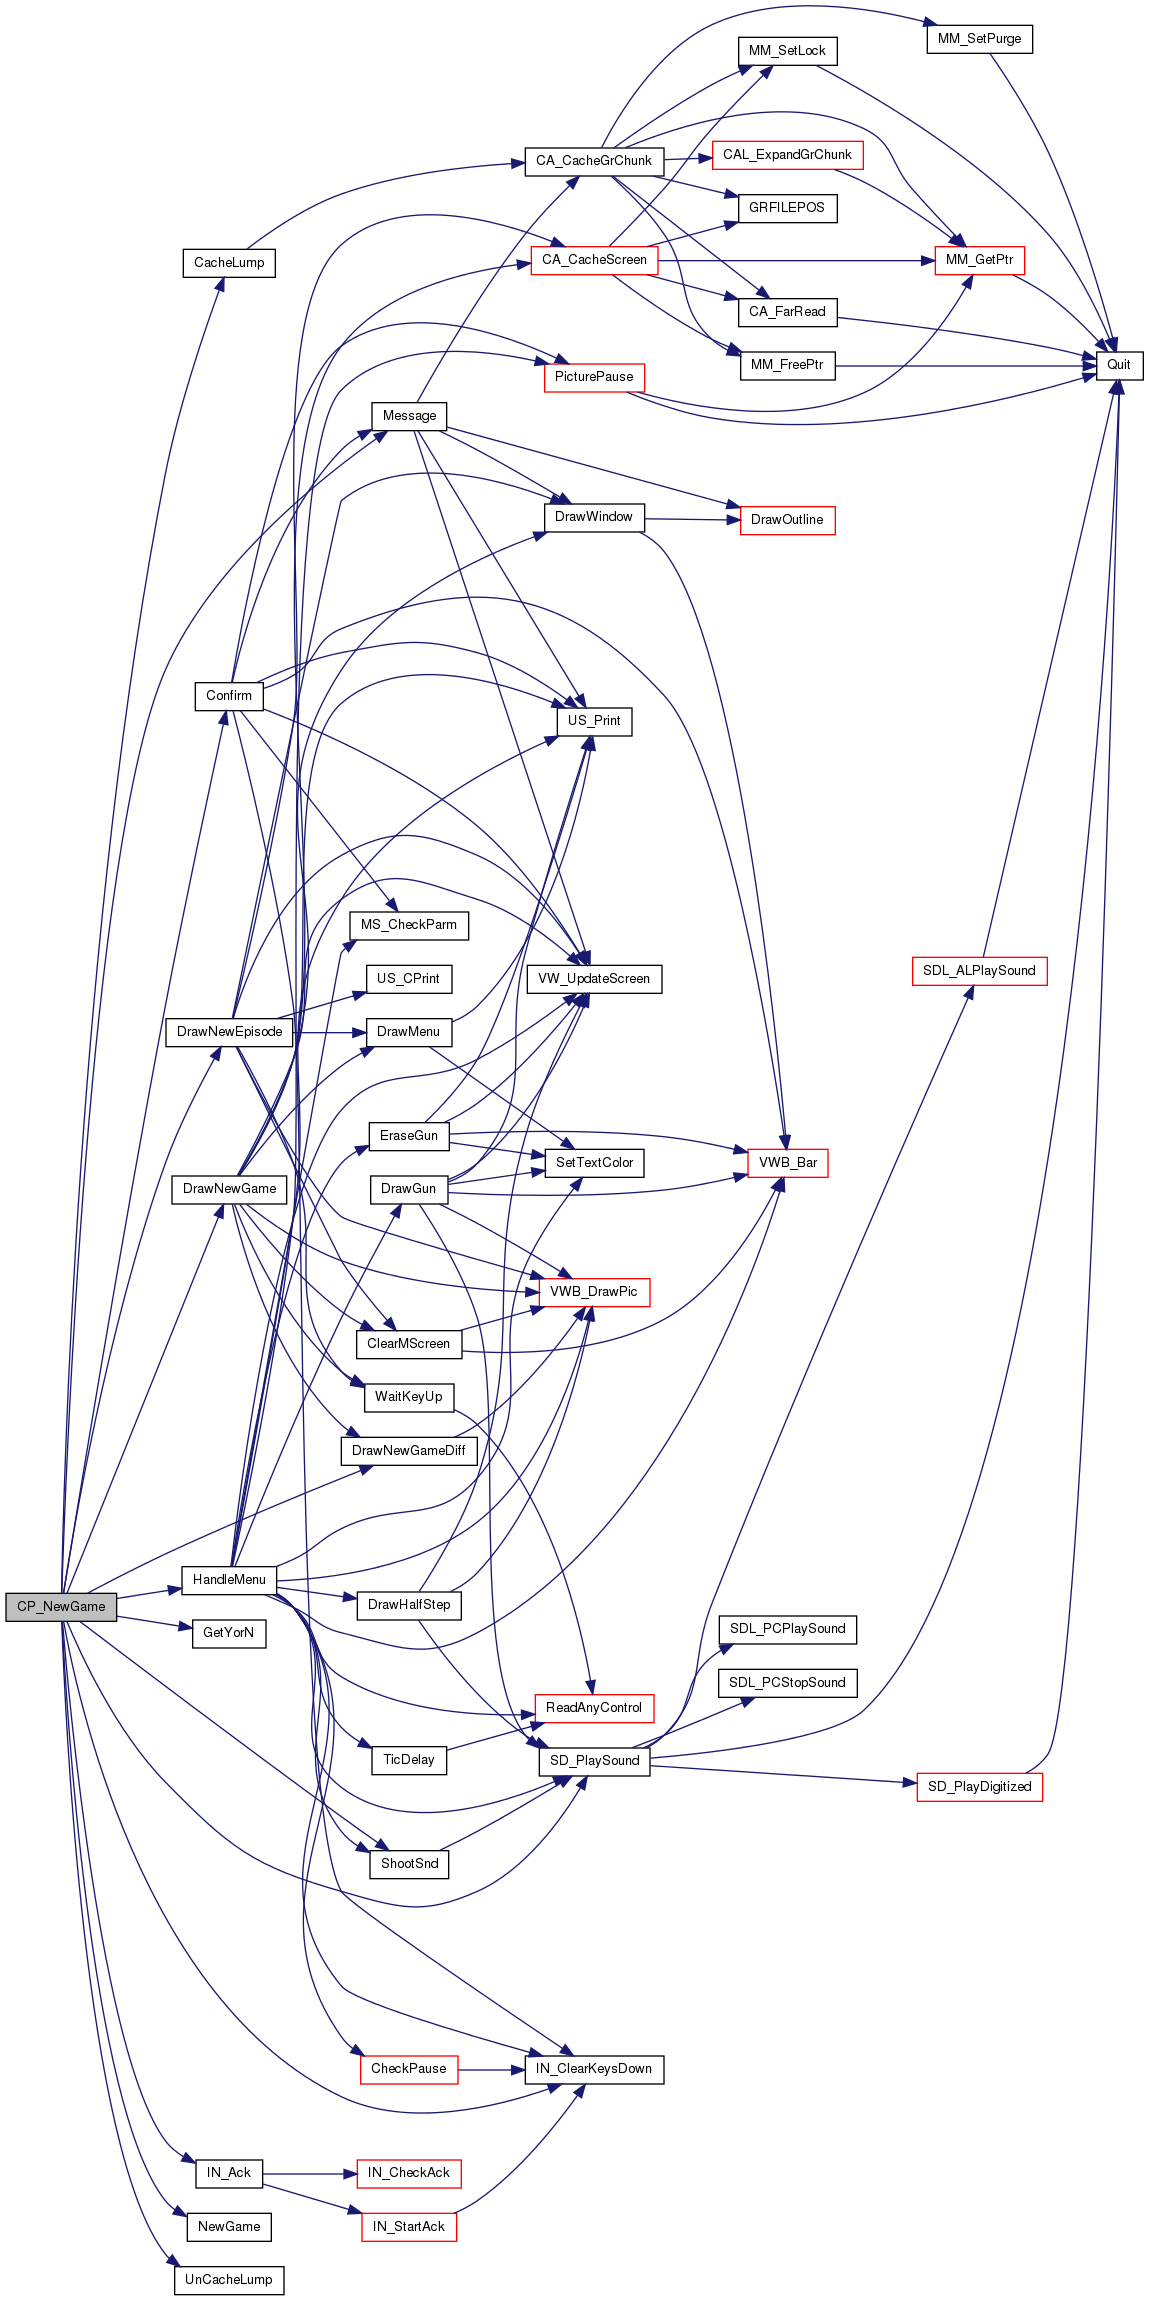 MM_SetPurge
MM_SetLock
CA_CacheGrChunk
CAL_ExpandGrChunk
GRFILEPOS
CacheLump
CA_CacheScreen
MM_GetPtr
CA_FarRead
MM_FreePtr
Quit
PicturePause
Message
DrawWindow
DrawOutline
Confirm
US_Print
MS_CheckParm
US_CPrint
VW_UpdateScreen
SDL_ALPlaySound
DrawNewEpisode
DrawMenu
EraseGun
SetTextColor
VWB_Bar
DrawNewGame
DrawGun
VWB_DrawPic
ClearMScreen
WaitKeyUp
DrawNewGameDiff
HandleMenu
CP_NewGame
DrawHalfStep
GetYorN
SDL_PCPlaySound
SDL_PCStopSound
ReadAnyControl
TicDelay
SD_PlaySound
SD_PlayDigitized
ShootSnd
CheckPause
IN_ClearKeysDown
IN_Ack
IN_CheckAck
NewGame
IN_StartAck
UnCacheLump